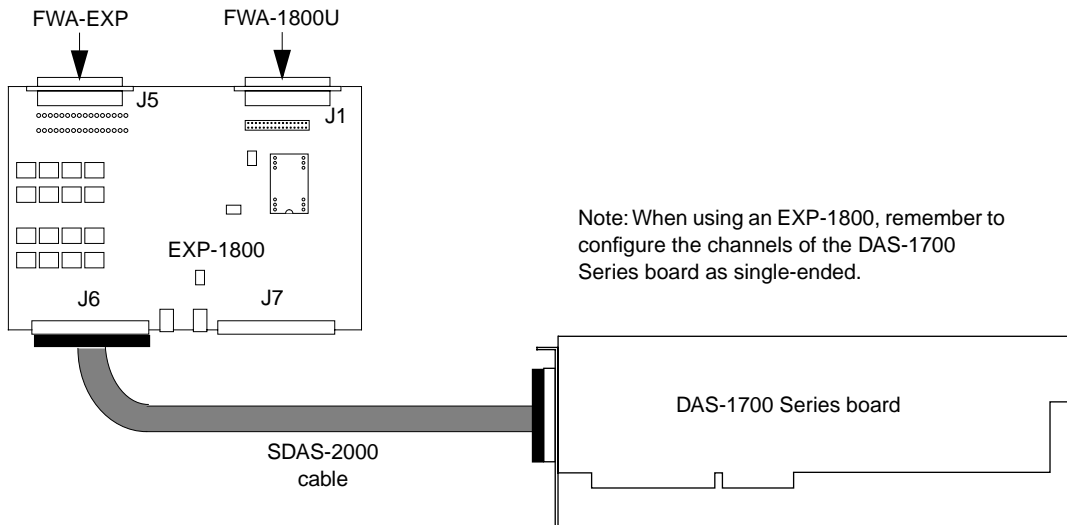 FWA-EXP
FWA-1800U
J5
J1
Note: When using an EXP-1800, remember to
configure the channels of the DAS-1700
Series board as single-ended.
EXP-1800
J6
J7
DAS-1700 Series board
SDAS-2000
cable